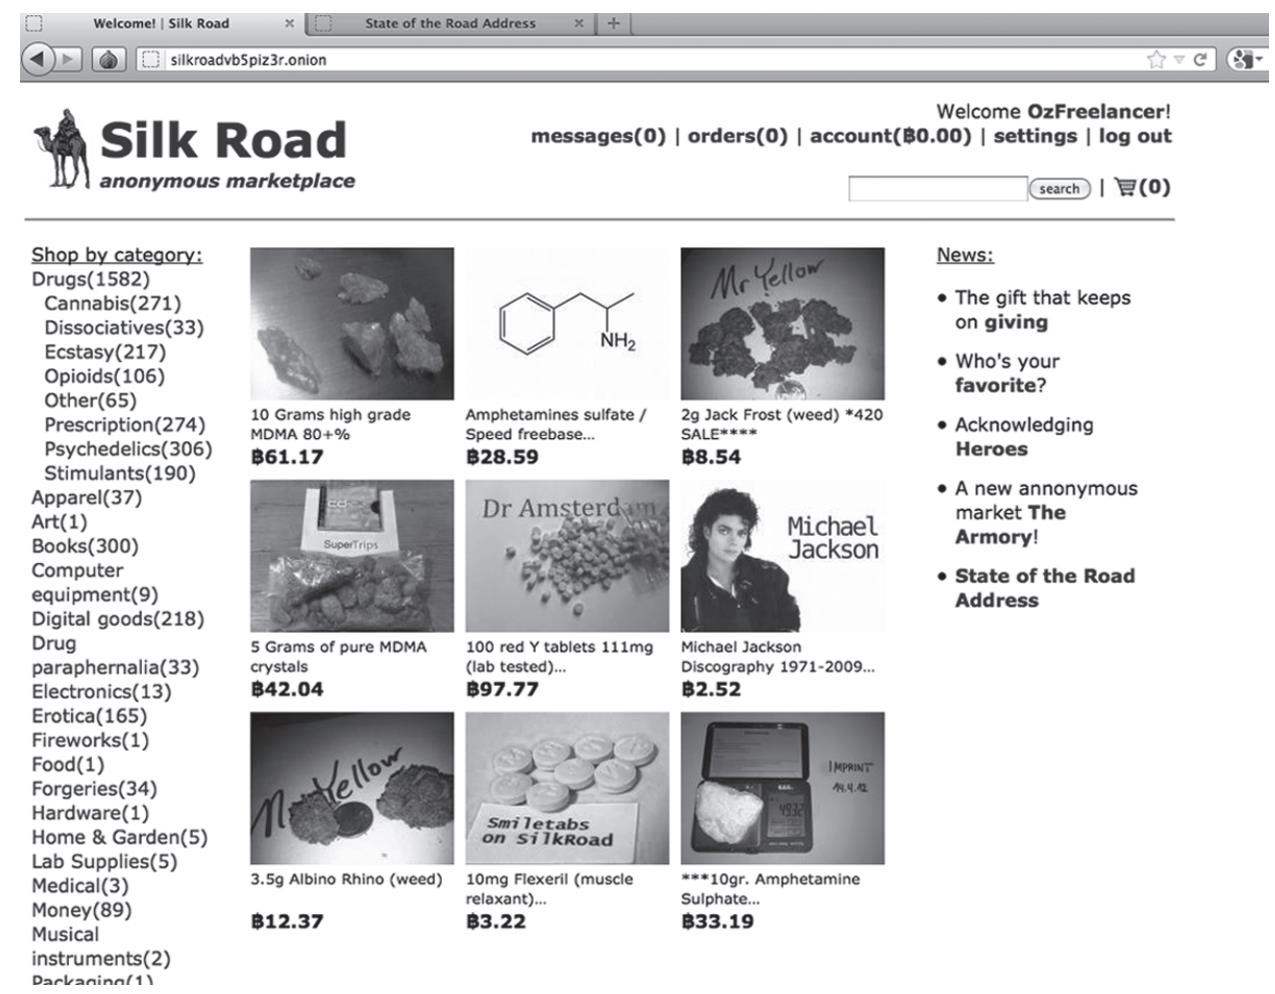 Welcome! | Silk Road
State of the Road Address
silkroadvb5piz3r.onion
Welcome OzFreelancer!
messages(0) | orders(0) | account(฿0.00) | settings | log out
Silk Road
anonymous marketplace
search | (0)
Shop by category:
Drugs(1582)
Cannabis(271)
Dissociatives(33)
Ecstasy(217)
Opioids(106)
Other(65)
Prescription(274)
Psychedelics(306)
Stimulants(190)
Apparel(37)
Art(1)
Books(300)
Computer
equipment(9)
Digital goods(218)
Drug
paraphernalia(33)
Electronics(13)
Erotica(165)
Fireworks(1)
Food(1)
Forgeries(34)
Hardware(1)
Home & Garden(5)
Lab Supplies(5)
Medical(3)
Money(89)
Musical
instruments(2)
Packaging(1)
10 Grams high grade
MDMA 80+%
฿61.17
NH2
Amphetamines sulfate /
Speed freebase...
฿28.59
Mr Yellow
2g Jack Frost (weed) *420
SALE****
฿8.54
SuperTrips
5 Grams of pure MDMA
crystals
฿42.04
Dr Amsterdam
100 red Y tablets 111mg
(lab tested)...
฿97.77
Michael
Jackson
Michael Jackson
Discography 1971-2009...
฿2.52
Mr Yellow
3.5g Albino Rhino (weed)
฿12.37
Smiletabs
on SilkRoad
10mg Flexeril (muscle
relaxant)...
฿3.22
IMPRINT
14.4.12
***10gr. Amphetamine
Sulphate...
฿33.19
News:
The gift that keeps
on giving
Who's your
favorite?
Acknowledging
Heroes
A new annonymous
market The
Armory!
State of the Road
Address